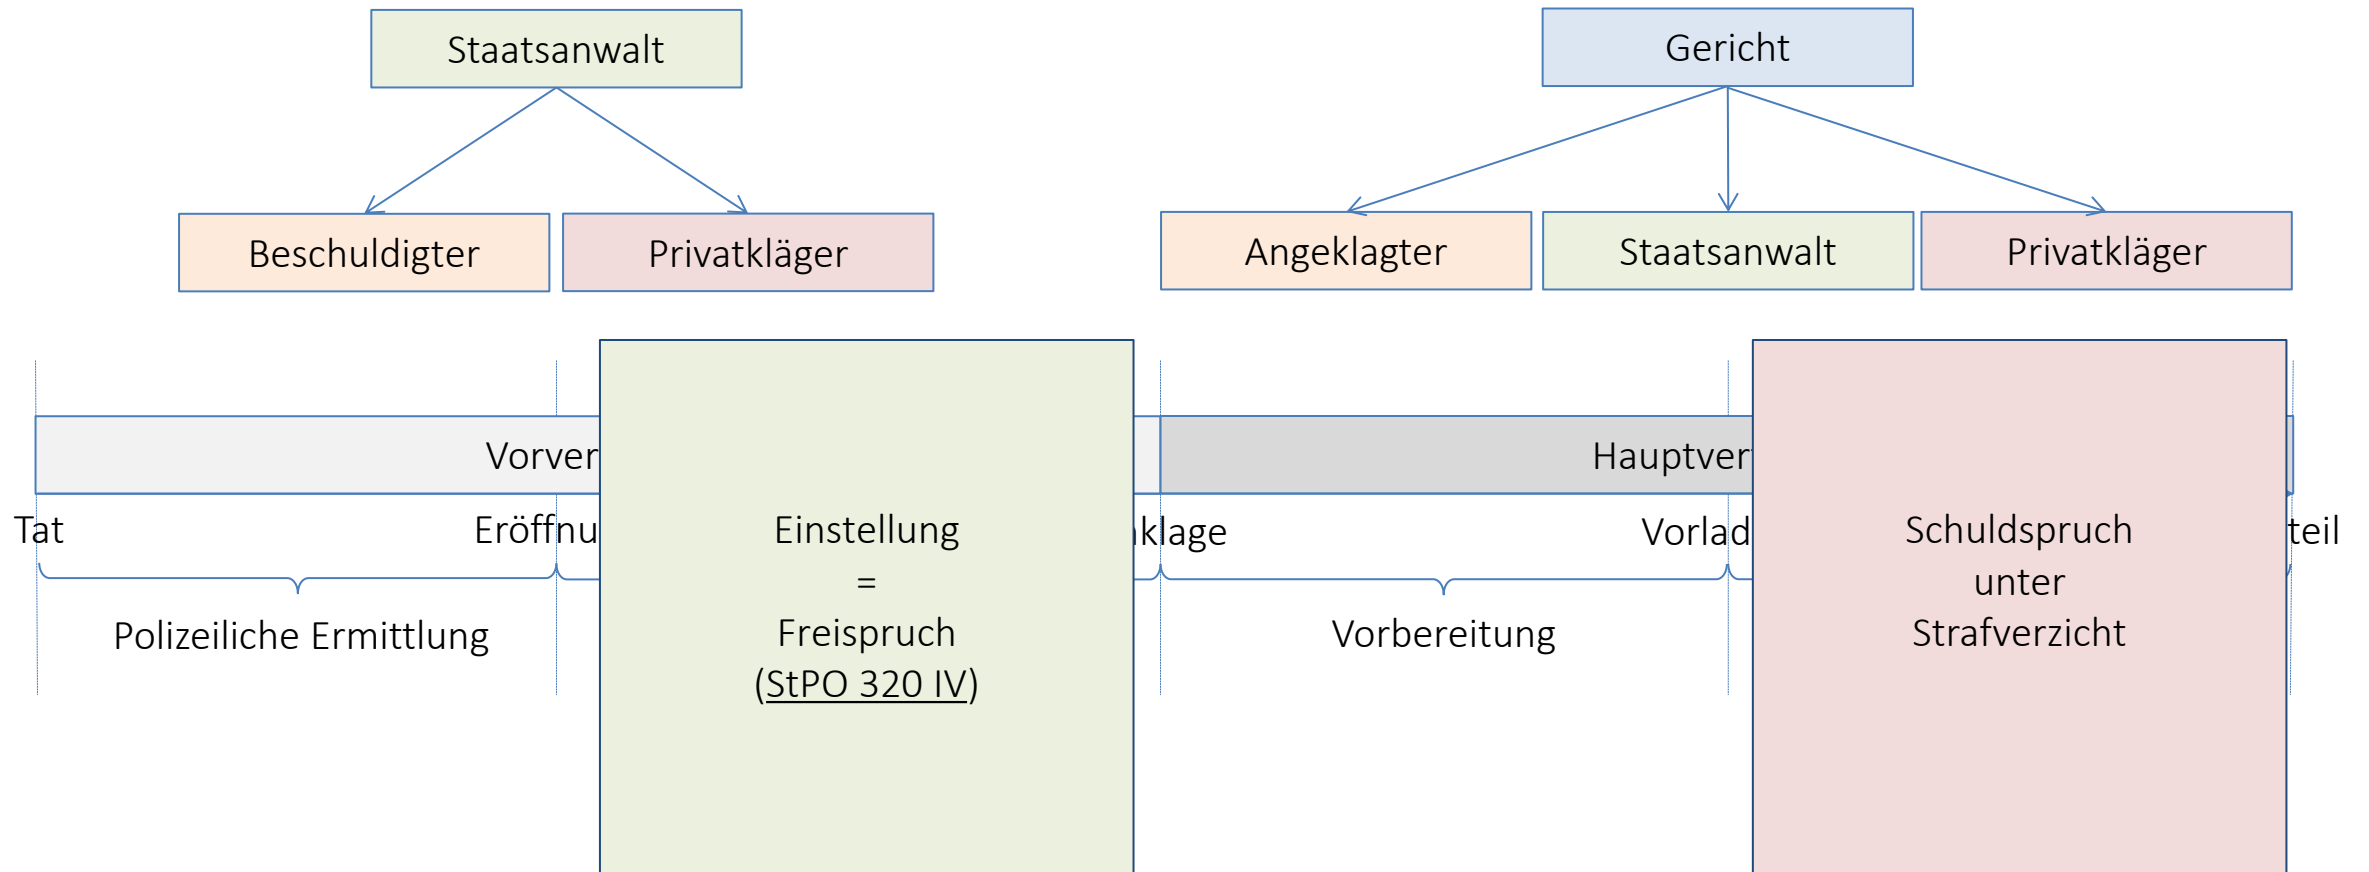 Staatsanwalt
Gericht
Beschuldigter
Privatkläger
Angeklagter
Staatsanwalt
Privatkläger
Vorver
Hauptver
Tat
Eröffnu
klage
Vorlad
teil
Polizeiliche Ermittlung
Vorbereitung
Einstellung
=
Freispruch
(StPO 320 IV)
Schuldspruch
unter
Strafverzicht